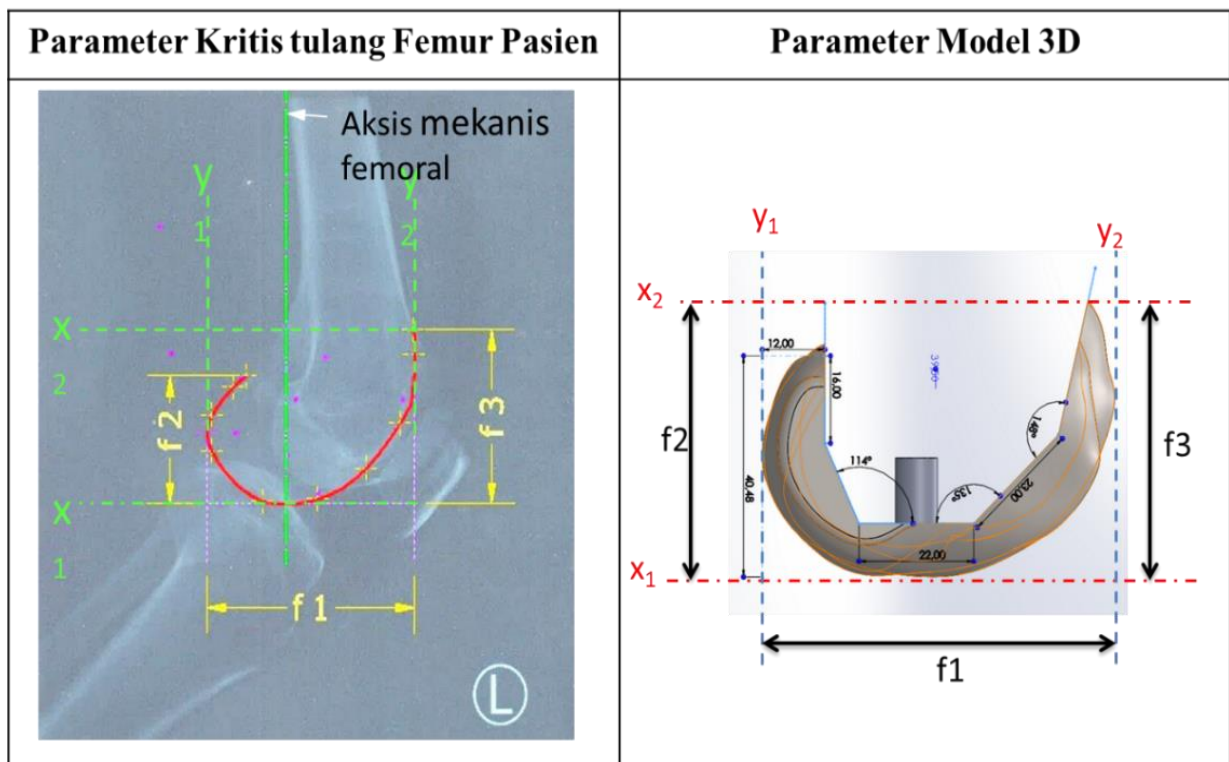 Parameter Kritis tulang Femur Pasien
Parameter Model 3D
Aksis mekanis
femoral
y
1
y
2
x
2
x
1
f 2
f 3
f 1
L
y₁
y₂
x₂
x₁
12,00
16,00
40,48
114°
135°
148°
23,00
22,00
f2
f3
f1